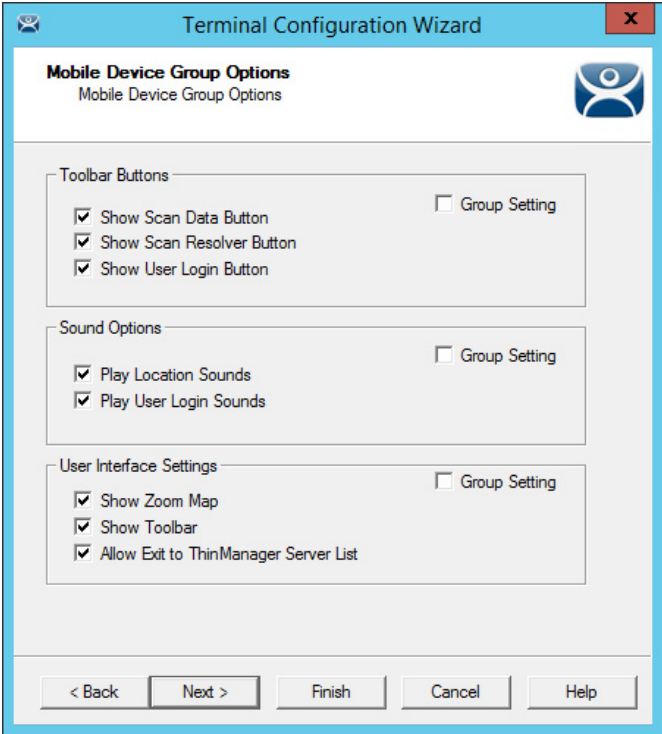 Terminal Configuration Wizard
x
Mobile Device Group Options
Mobile Device Group Options
Toolbar Buttons
Group Setting
Show Scan Data Button
Show Scan Resolver Button
Show User Login Button
Sound Options
Group Setting
Play Location Sounds
Play User Login Sounds
User Interface Settings
Group Setting
Show Zoom Map
Show Toolbar
Allow Exit to ThinManager Server List
< Back Next > Finish Cancel Help